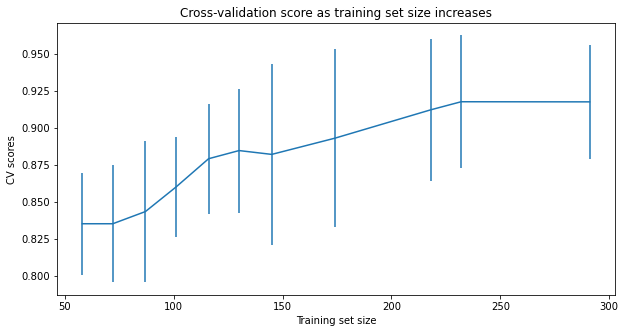 Cross-validation score as training set size increases
CV scores
0.950
0.925
0.900
0.875
0.850
0.825
0.800
50 100 150 200 250 300
Training set size